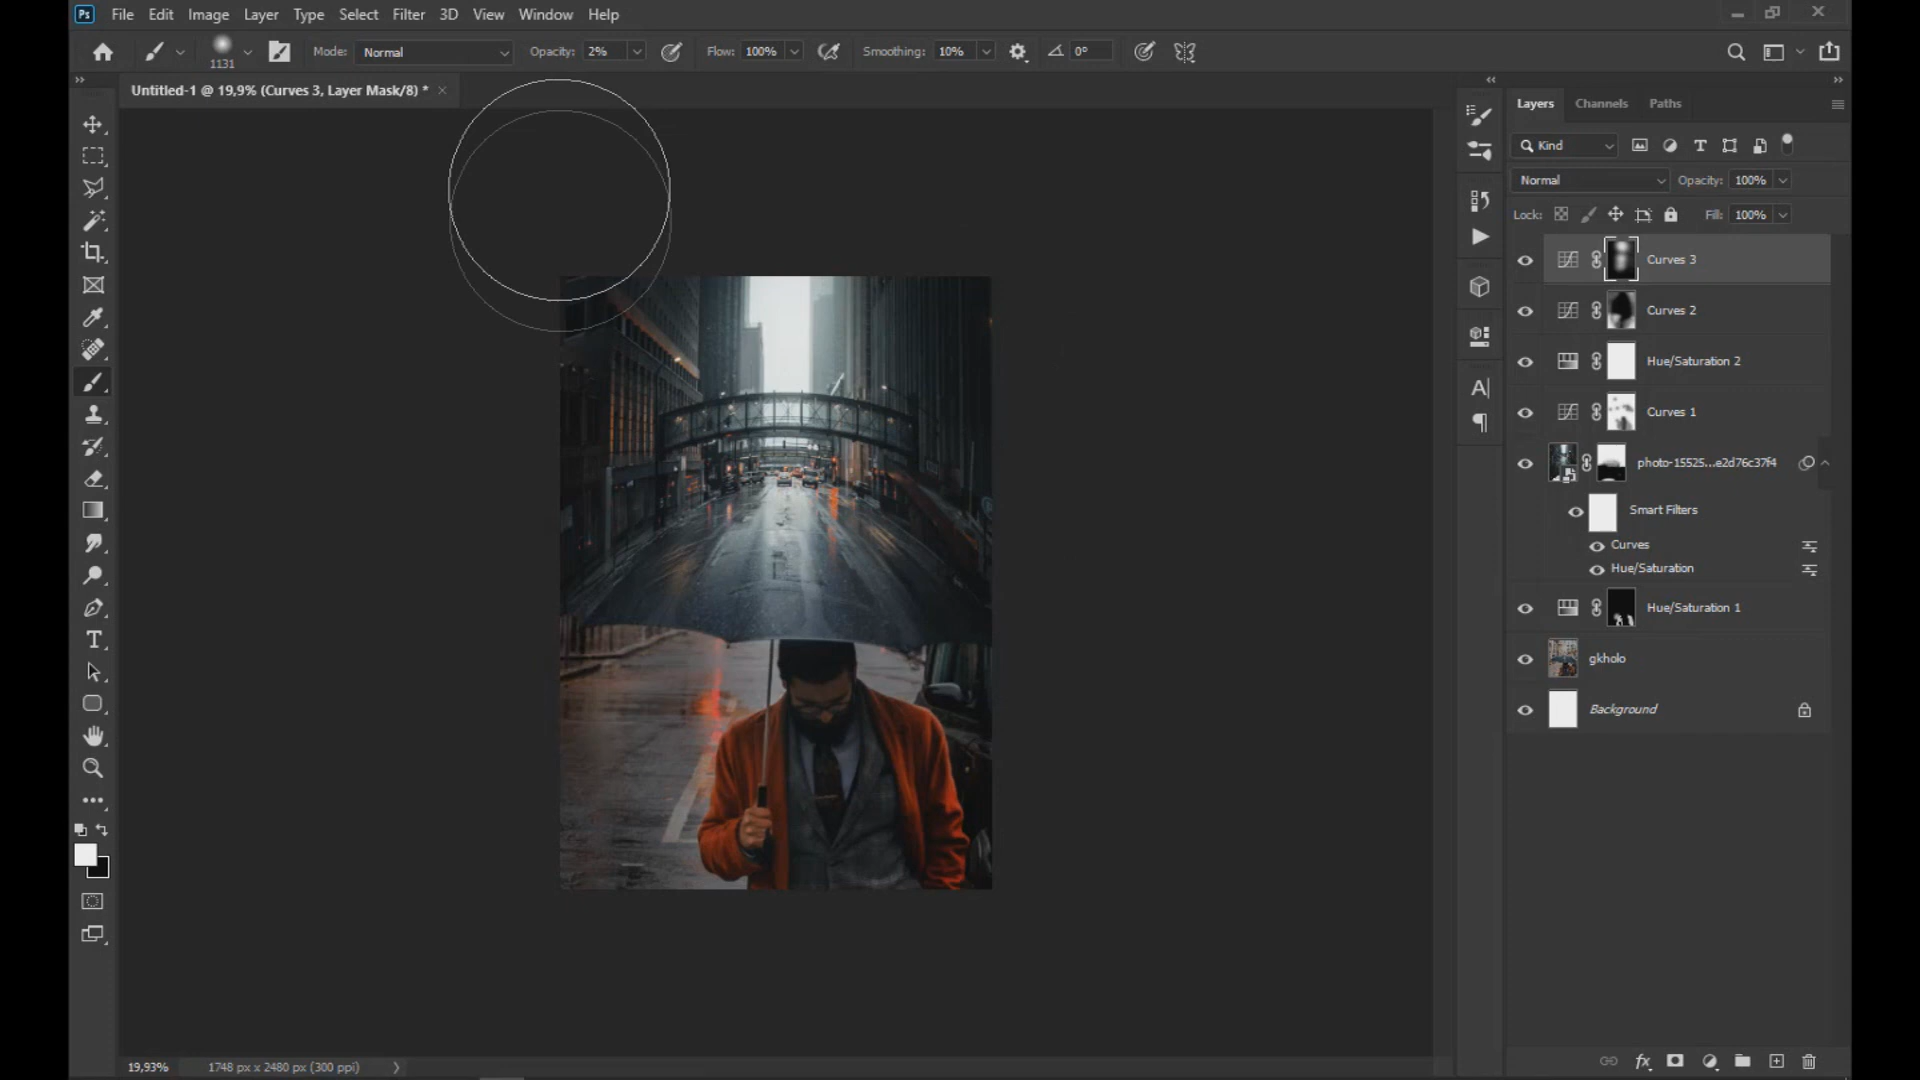 Ps File Edit Image Layer Type Select Filter 3D View Window Help
1131 Mode: Normal Opacity: 2% Flow: 100% Smoothing: 10% 0°
Untitled-1 @ 19,9% (Curves 3, Layer Mask/8) *
Layers Channels Paths
Kind
Normal Opacity: 100%
Lock: Fill: 100%
Curves 3
Curves 2
Hue/Saturation 2
Curves 1
photo-15525...e2d76c37f4
Smart Filters
Curves
Hue/Saturation
Hue/Saturation 1
gkholo
Background
19,93% 1748 px x 2480 px (300 ppi)